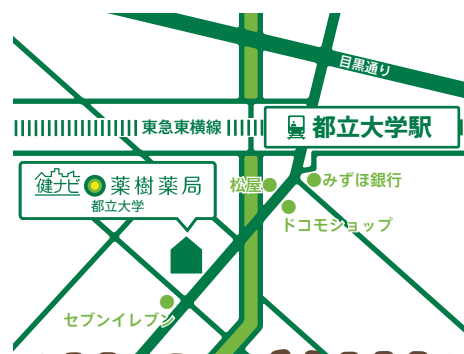 目黒通り
東急東横線
都立大学駅
健ナビ 薬樹薬局
都立大学
松屋
みずほ銀行
ドコモショップ
セブンイレブン